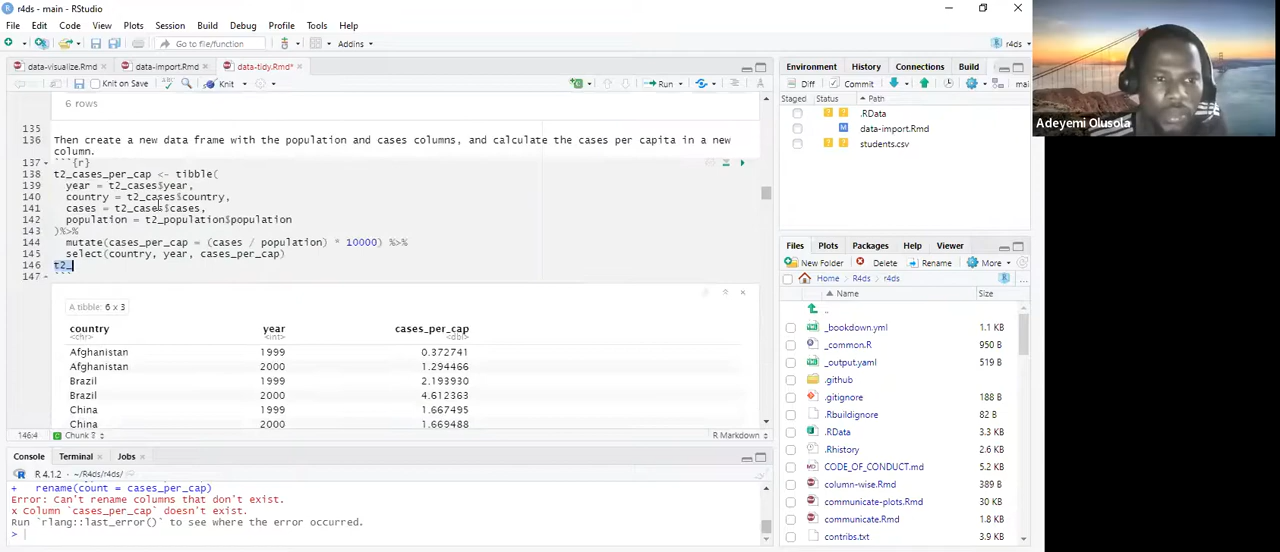 r4ds - main - RStudio
File Edit Code View Plots Session Build Debug Profile Tools Help
Go to file/function Addins r4ds
data-visualize.Rmd data-import.Rmd data-tidy.Rmd*
Knit on Save Knit Run
6 rows
135
136 Then create a new data frame with the population and cases columns, and calculate the cases per capita in a new
column.
137 ```{r}
138 t2_cases_per_cap <- tibble(
139 year = t2_cases$year,
140 country = t2_cases$country,
141 cases = t2_cases$cases,
142 population = t2_population$population
143 )%>%
144 mutate(cases_per_cap = (cases / population) * 10000) %>%
145 select(country, year, cases_per_cap)
146 t2_
147 ```
A tibble: 6 x 3
country year cases_per_cap
<chr> <int> <dbl>
Afghanistan 1999 0.372741
Afghanistan 2000 1.294466
Brazil 1999 2.193930
Brazil 2000 4.612363
China 1999 1.667495
China 2000 1.669488
146:4 Chunk 8 R Markdown
Console Terminal Jobs
R 4.1.2 · ~/R4ds/r4ds/
+ rename(count = cases_per_cap)
Error: Can't rename columns that don't exist.
x Column `cases_per_cap` doesn't exist.
Run `rlang::last_error()` to see where the error occurred.
>
Environment History Connections Build
Diff Commit mai
Staged Status Path
.RData
data-import.Rmd
students.csv
Files Plots Packages Help Viewer
New Folder Delete Rename More
Home R4ds r4ds
Name Size
..
_bookdown.yml 1.1 KB
_common.R 950 B
_output.yaml 519 B
.github
.gitignore 188 B
.Rbuildignore 82 B
.RData 3.3 KB
.Rhistory 2.6 KB
CODE_OF_CONDUCT.md 5.2 KB
column-wise.Rmd 389 B
communicate-plots.Rmd 30 KB
communicate.Rmd 1.8 KB
contribs.txt 3.9 KB
Adeyemi Olusola